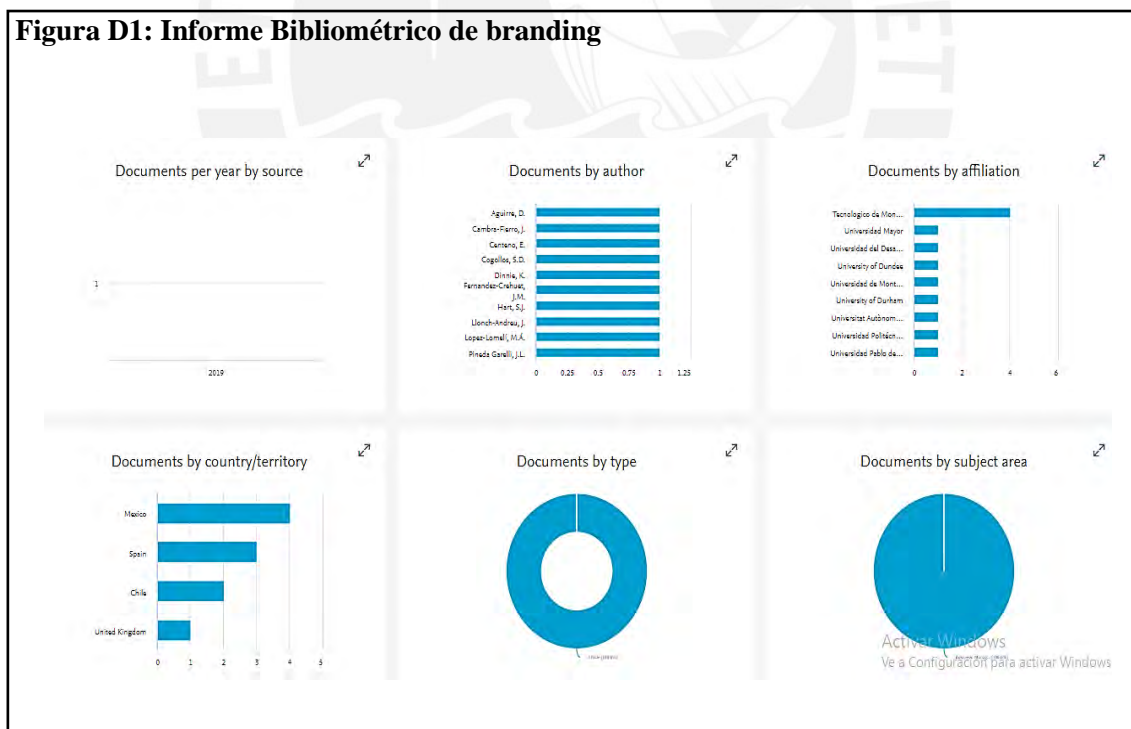 Figura D1: Informe Bibliométrico de branding
Documents per year by source
1
2019
Documents by author
Aguirre, D.
Cambra-Fierro, J.
Centeno, E.
Cogollos, S.D.
Dinnie, K.
Fernandez-Crehuet,
J.M.
Hart, S.J.
Llonch-Andreu, J.
Lopez-Lomelí, M.Á.
Pineda Garelli, J.L.
0 0.25 0.5 0.75 1 1.25
Documents by affiliation
Tecnologico de Mon...
Universidad Mayor
Universidad del Desa...
University of Dundee
Universidad de Mont...
University of Durham
Universitat Autònom...
Universidad Politécn...
Universidad Pablo de...
0 2 4 6
Documents by country/territory
Mexico
Spain
Chile
United Kingdom
0 1 2 3 4 5
Documents by type
Documents by subject area
Activar Windows
Ve a Configuración para activar Windows